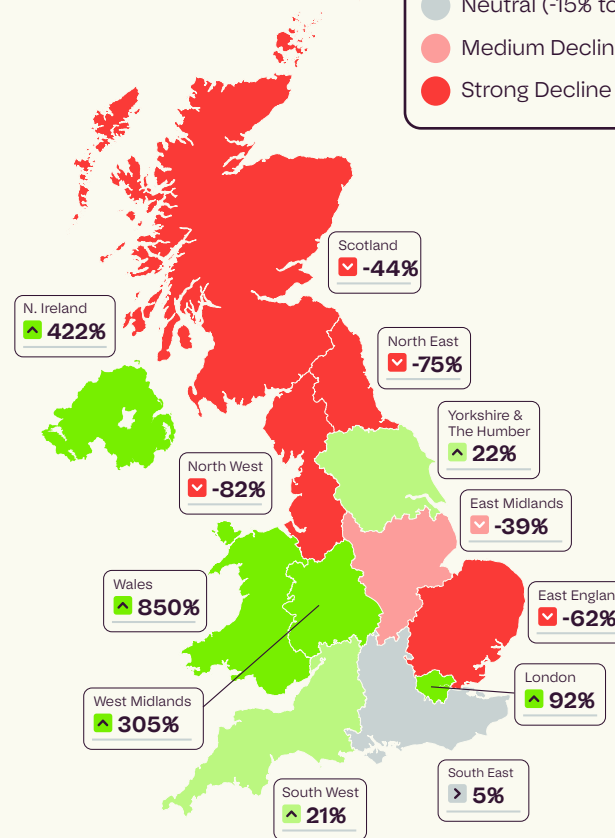 Neutral (-15% to
Medium Declin
Strong Decline
Scotland
-44%
N. Ireland
422%
North East
-75%
Yorkshire &
The Humber
22%
North West
-82%
East Midlands
-39%
Wales
850%
East Englan
-62%
London
92%
West Midlands
305%
South East
5%
South West
21%